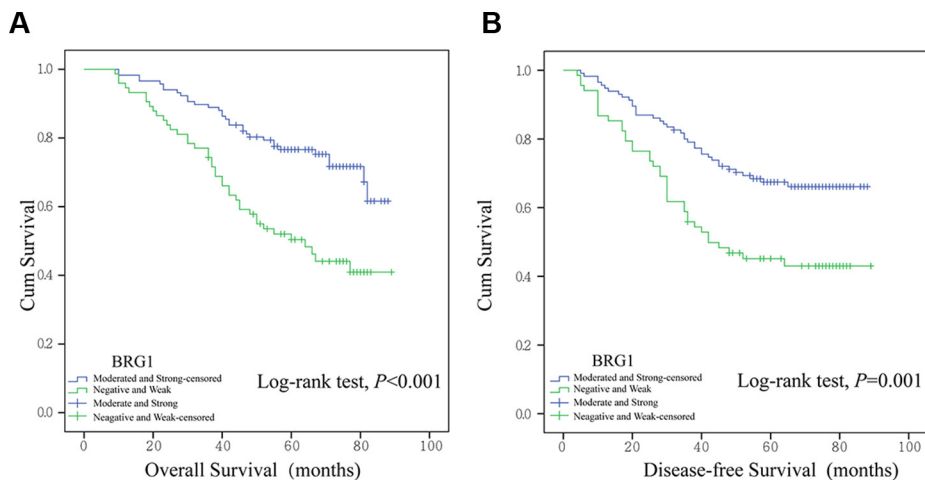 A
1.0
0.8
0.6
0.4
0.2
0.0
Cum Survival
BRG1
Moderated and Strong-censored
Negative and Weak
Moderate and Strong
Neagative and Weak-censored
Log-rank test, P<0.001
0 20 40 60 80 100
Overall Survival (months)
B
1.0
0.8
0.6
0.4
0.2
0.0
Cum Survival
BRG1
Moderated and Strong-censored
Negative and Weak
Moderate and Strong
Neagative and Weak-censored
Log-rank test, P=0.001
0 20 40 60 80 100
Disease-free Survival (months)